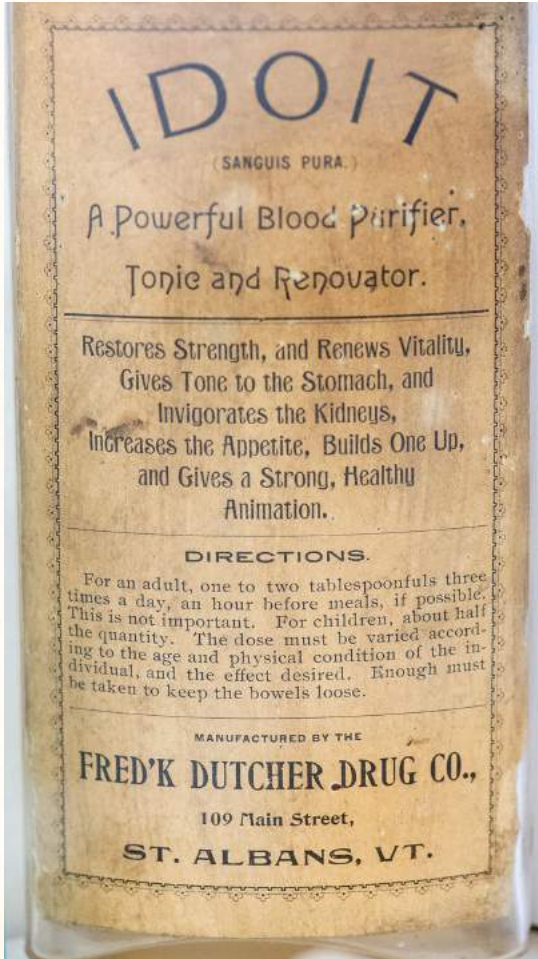 IDOIT
(SANGUIS PURA.)
A Powerful Blood Purifier,
Tonic and Renovator.
Restores Strength, and Renews Vitality,
Gives Tone to the Stomach, and
Invigorates the Kidneys,
Increases the Appetite, Builds One Up,
and Gives a Strong, Healthy
Animation.
DIRECTIONS.
For an adult, one to two tablespoonfuls three
times a day, an hour before meals, if possible.
This is not important. For children, about half
the quantity. The dose must be varied accord-
ing to the age and physical condition of the in-
dividual, and the effect desired. Enough must
be taken to keep the bowels loose.
MANUFACTURED BY THE
FRED'K DUTCHER DRUG CO.,
109 Main Street,
ST. ALBANS, VT.